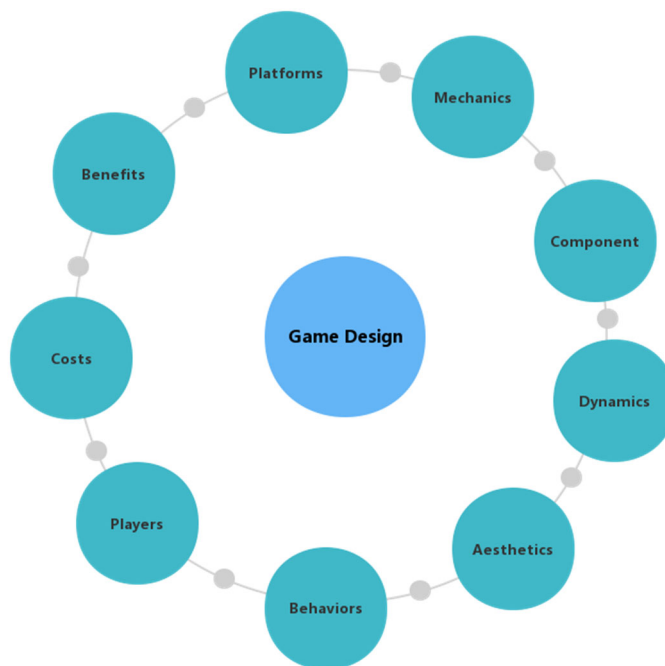 Platforms
Mechanics
Benefits
Component
Game Design
Costs
Dynamics
Players
Aesthetics
Behaviors